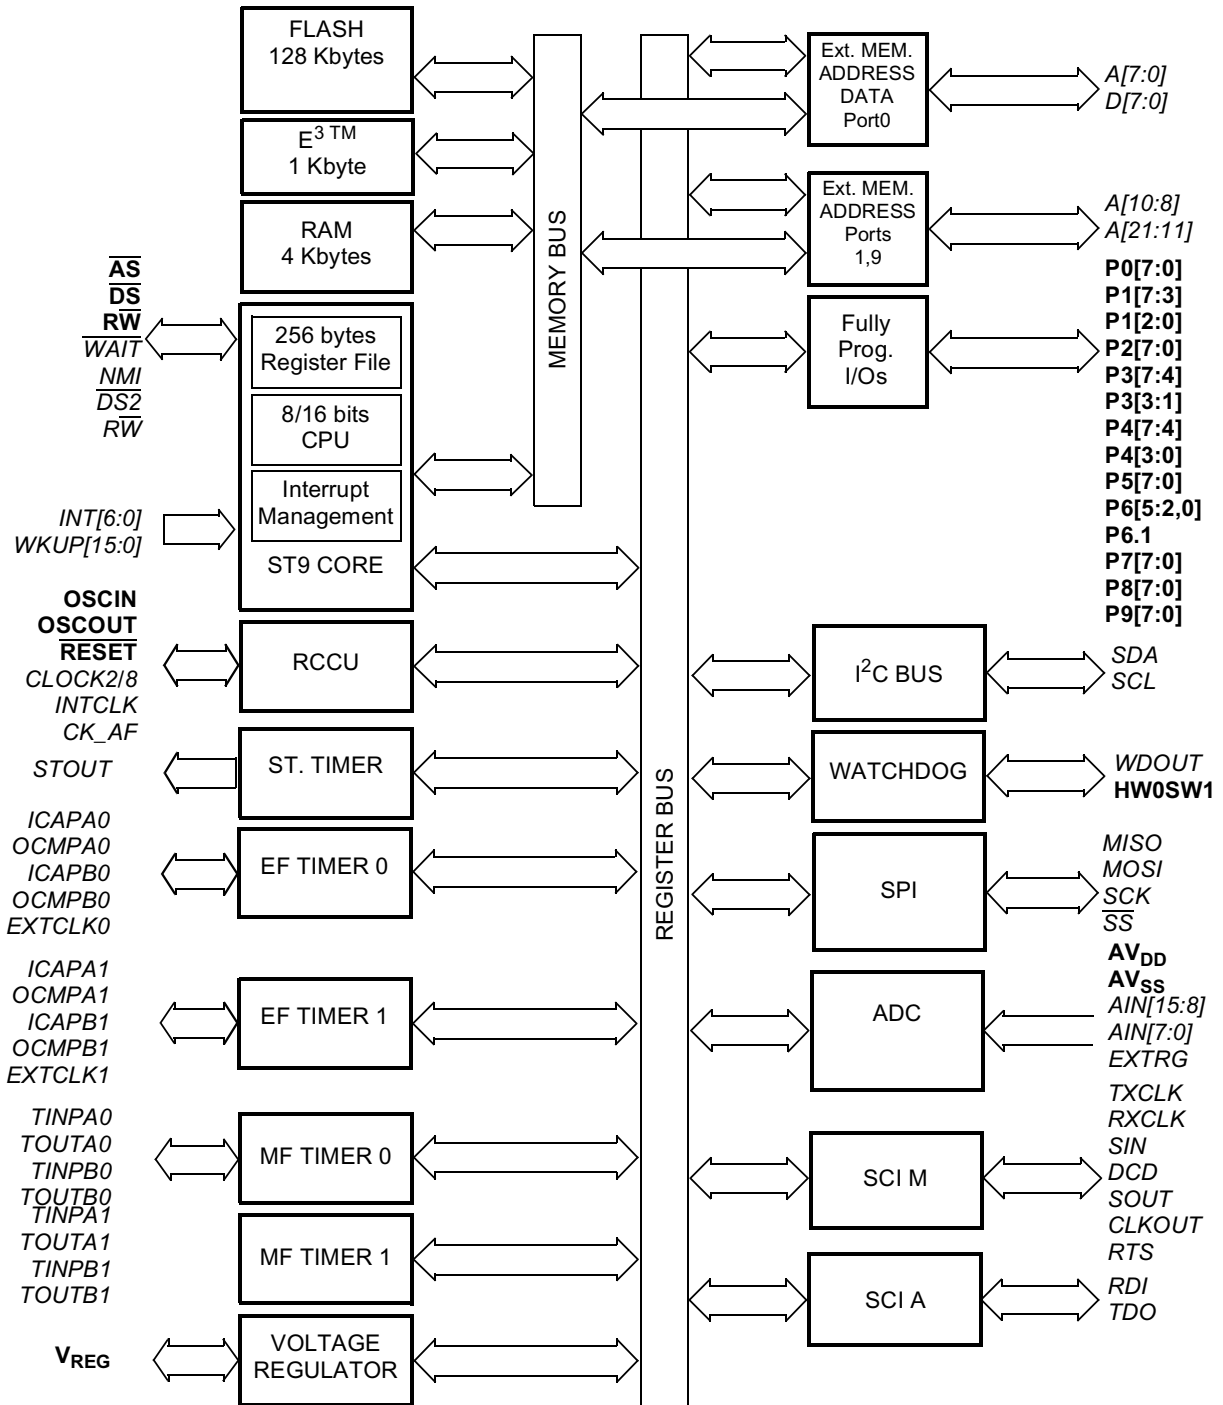 FLASH
128 Kbytes
E³ ™
1 Kbyte
RAM
4 Kbytes
A̅S̅
D̅S̅
RW̅
W̅A̅I̅T̅
NMI
D̅S̅2̅
RW̅
256 bytes
Register File
8/16 bits
CPU
Interrupt
Management
ST9 CORE
INT[6:0]
WKUP[15:0]
OSCIN
OSCOUT
R̅E̅S̅E̅T̅
CLOCK2/8
INTCLK
CK_AF
RCCU
STOUT
ST. TIMER
ICAPA0
OCMPA0
ICAPB0
OCMPB0
EXTCLK0
EF TIMER 0
ICAPA1
OCMPA1
ICAPB1
OCMPB1
EXTCLK1
EF TIMER 1
TINPA0
TOUTA0
TINPB0
TOUTB0
MF TIMER 0
TINPA1
TOUTA1
TINPB1
TOUTB1
MF TIMER 1
V_REG
VOLTAGE
REGULATOR
MEMORY BUS
REGISTER BUS
Ext. MEM.
ADDRESS
DATA
Port0
A[7:0]
D[7:0]
Ext. MEM.
ADDRESS
Ports
1,9
A[10:8]
A[21:11]
Fully
Prog.
I/Os
P0[7:0]
P1[7:3]
P1[2:0]
P2[7:0]
P3[7:4]
P3[3:1]
P4[7:4]
P4[3:0]
P5[7:0]
P6[5:2,0]
P6.1
P7[7:0]
P8[7:0]
P9[7:0]
I²C BUS
SDA
SCL
WATCHDOG
WDOUT
HW0SW1
SPI
MISO
MOSI
SCK
S̅S̅
ADC
AV_DD
AV_SS
AIN[15:8]
AIN[7:0]
EXTRG
SCI M
TXCLK
RXCLK
SIN
DCD
SOUT
CLKOUT
RTS
SCI A
RDI
TDO